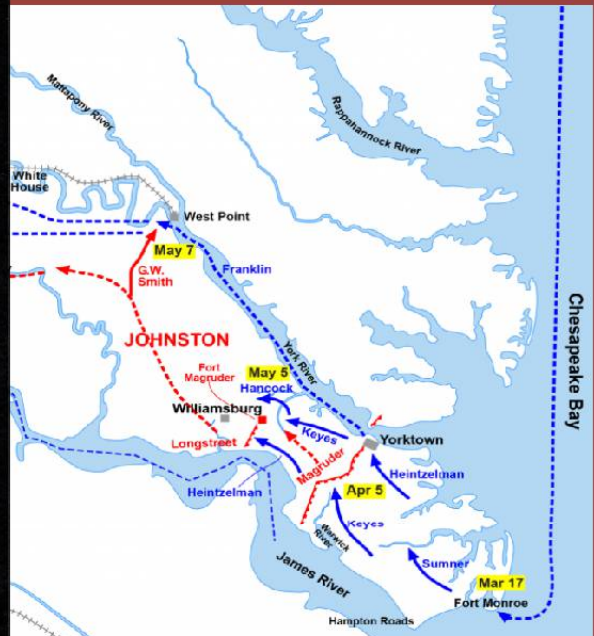 Mattapony River
Rappahannock River
White
House
West Point
May 7
Franklin
G.W.
Smith
JOHNSTON
York River
Chesapeake Bay
Fort
Magruder
May 5
Hancock
Williamsburg
Keyes
Yorktown
Longstreet
Magruder
Heintzelman
Heintzelman
Apr 5
Keyes
Warwick
River
Sumner
James River
Mar 17
Fort Monroe
Hampton Roads